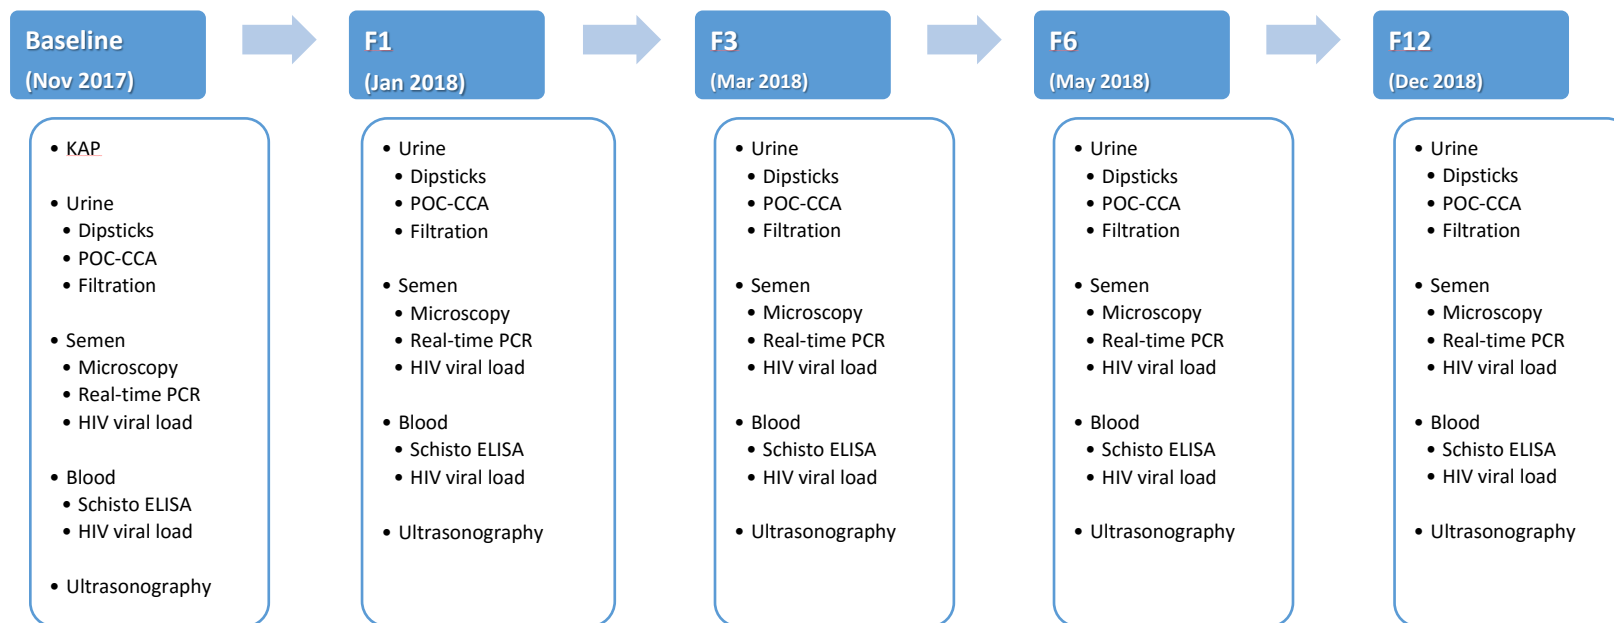 Baseline
(Nov 2017)
• KAP
• Urine
• Dipsticks
• POC-CCA
• Filtration
• Semen
• Microscopy
• Real-time PCR
• HIV viral load
• Blood
• Schisto ELISA
• HIV viral load
• Ultrasonography
F1
(Jan 2018)
• Urine
• Dipsticks
• POC-CCA
• Filtration
• Semen
• Microscopy
• Real-time PCR
• HIV viral load
• Blood
• Schisto ELISA
• HIV viral load
• Ultrasonography
F3
(Mar 2018)
• Urine
• Dipsticks
• POC-CCA
• Filtration
• Semen
• Microscopy
• Real-time PCR
• HIV viral load
• Blood
• Schisto ELISA
• HIV viral load
• Ultrasonography
F6
(May 2018)
• Urine
• Dipsticks
• POC-CCA
• Filtration
• Semen
• Microscopy
• Real-time PCR
• HIV viral load
• Blood
• Schisto ELISA
• HIV viral load
• Ultrasonography
F12
(Dec 2018)
• Urine
• Dipsticks
• POC-CCA
• Filtration
• Semen
• Microscopy
• Real-time PCR
• HIV viral load
• Blood
• Schisto ELISA
• HIV viral load
• Ultrasonography